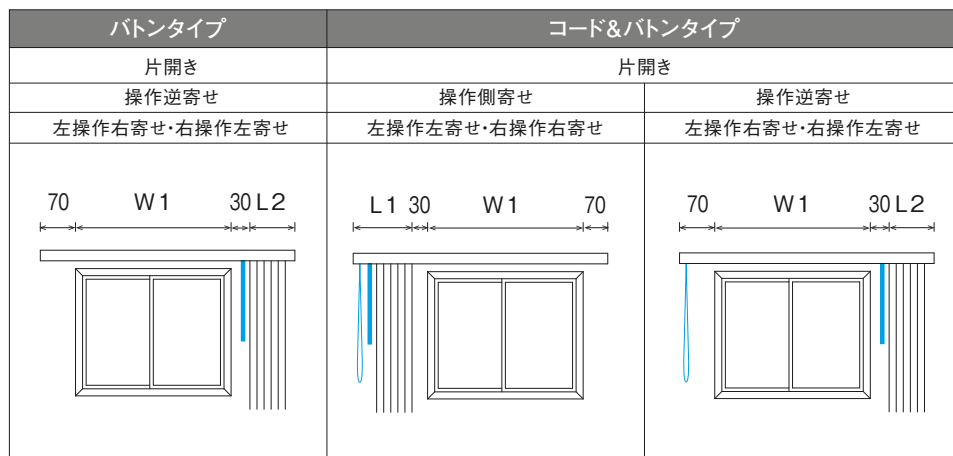 バトンタイプ
コード&バトンタイプ
片開き
片開き
操作逆寄せ
操作側寄せ
操作逆寄せ
左操作右寄せ・右操作左寄せ
左操作左寄せ・右操作右寄せ
左操作右寄せ・右操作左寄せ
70 W1 30 L2
L1 30 W1 70
70 W1 30 L2